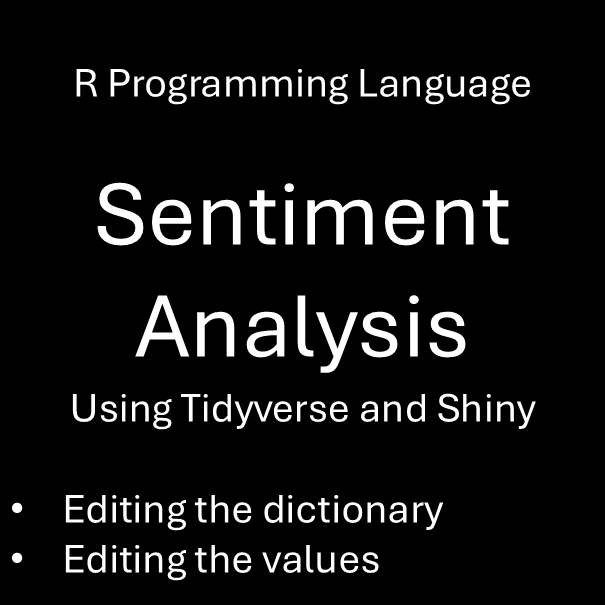 R Programming Language
Sentiment
Analysis
Using Tidyverse and Shiny
• Editing the dictionary
• Editing the values